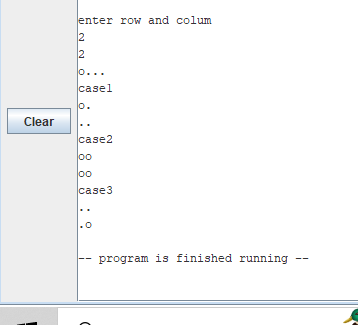 enter row and colum
2
2
o...
case1
o.
..
case2
oo
oo
case3
..
.o
-- program is finished running --
Clear